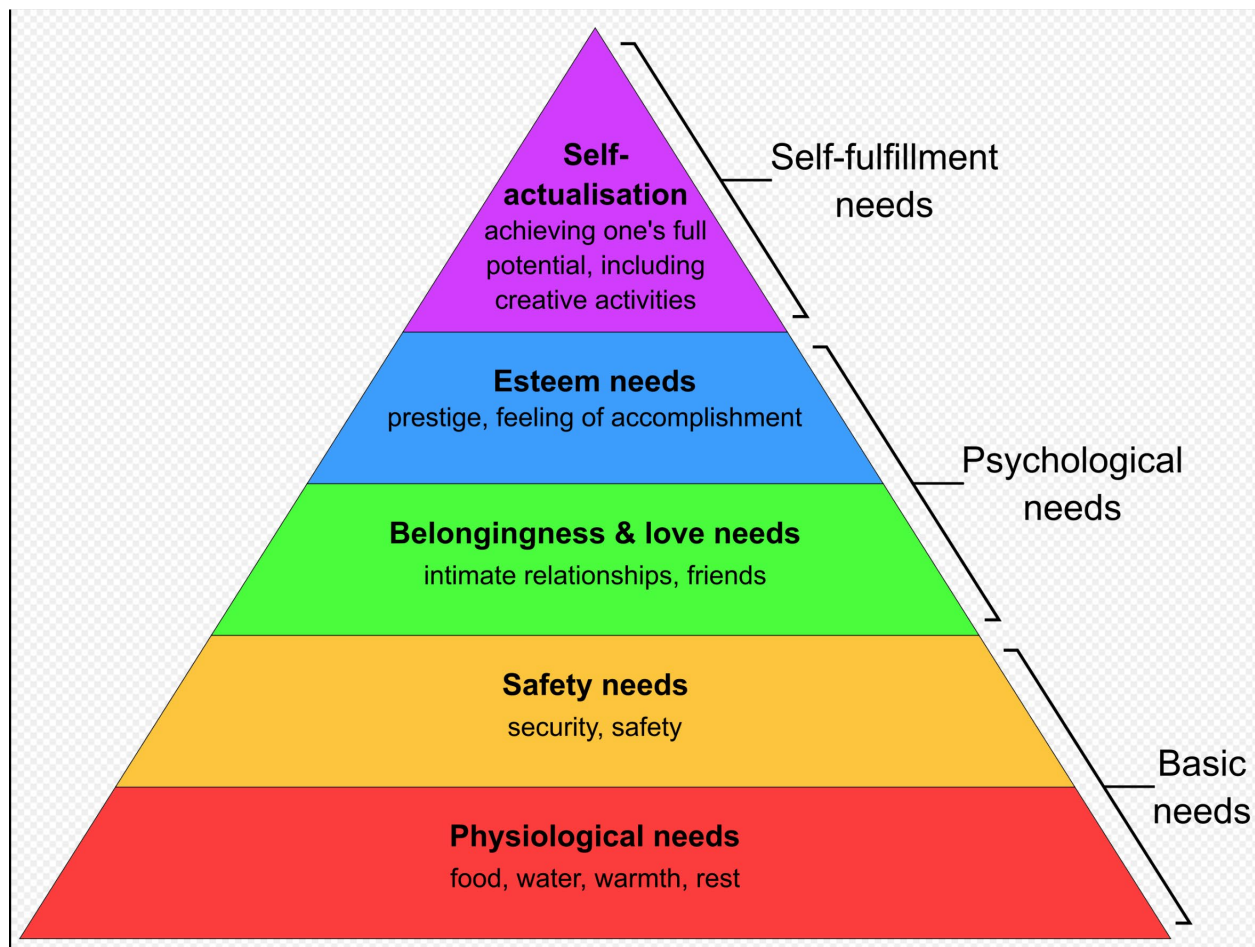 Self-
actualisation
achieving one's full
potential, including
creative activities
Self-fulfillment
needs
Esteem needs
prestige, feeling of accomplishment
Psychological
needs
Belongingness & love needs
intimate relationships, friends
Safety needs
security, safety
Basic
needs
Physiological needs
food, water, warmth, rest